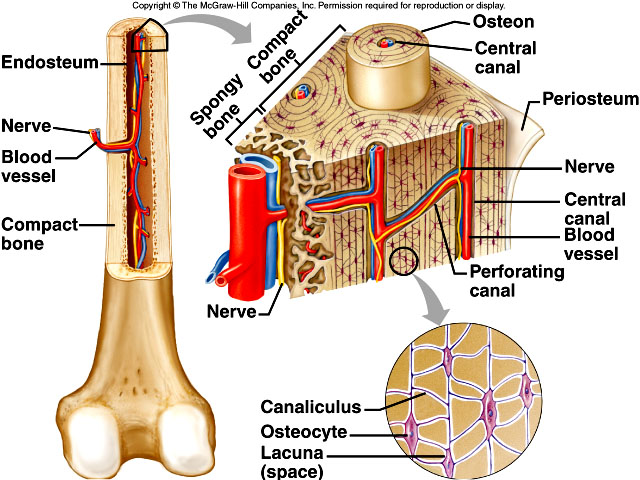 Copyright © The McGraw-Hill Companies, Inc. Permission required for reproduction or display.
Endosteum
Nerve
Blood
vessel
Compact
bone
Spongy
bone
Compact
bone
Osteon
Central
canal
Periosteum
Nerve
Central
canal
Blood
vessel
Perforating
canal
Nerve
Canaliculus
Osteocyte
Lacuna
(space)